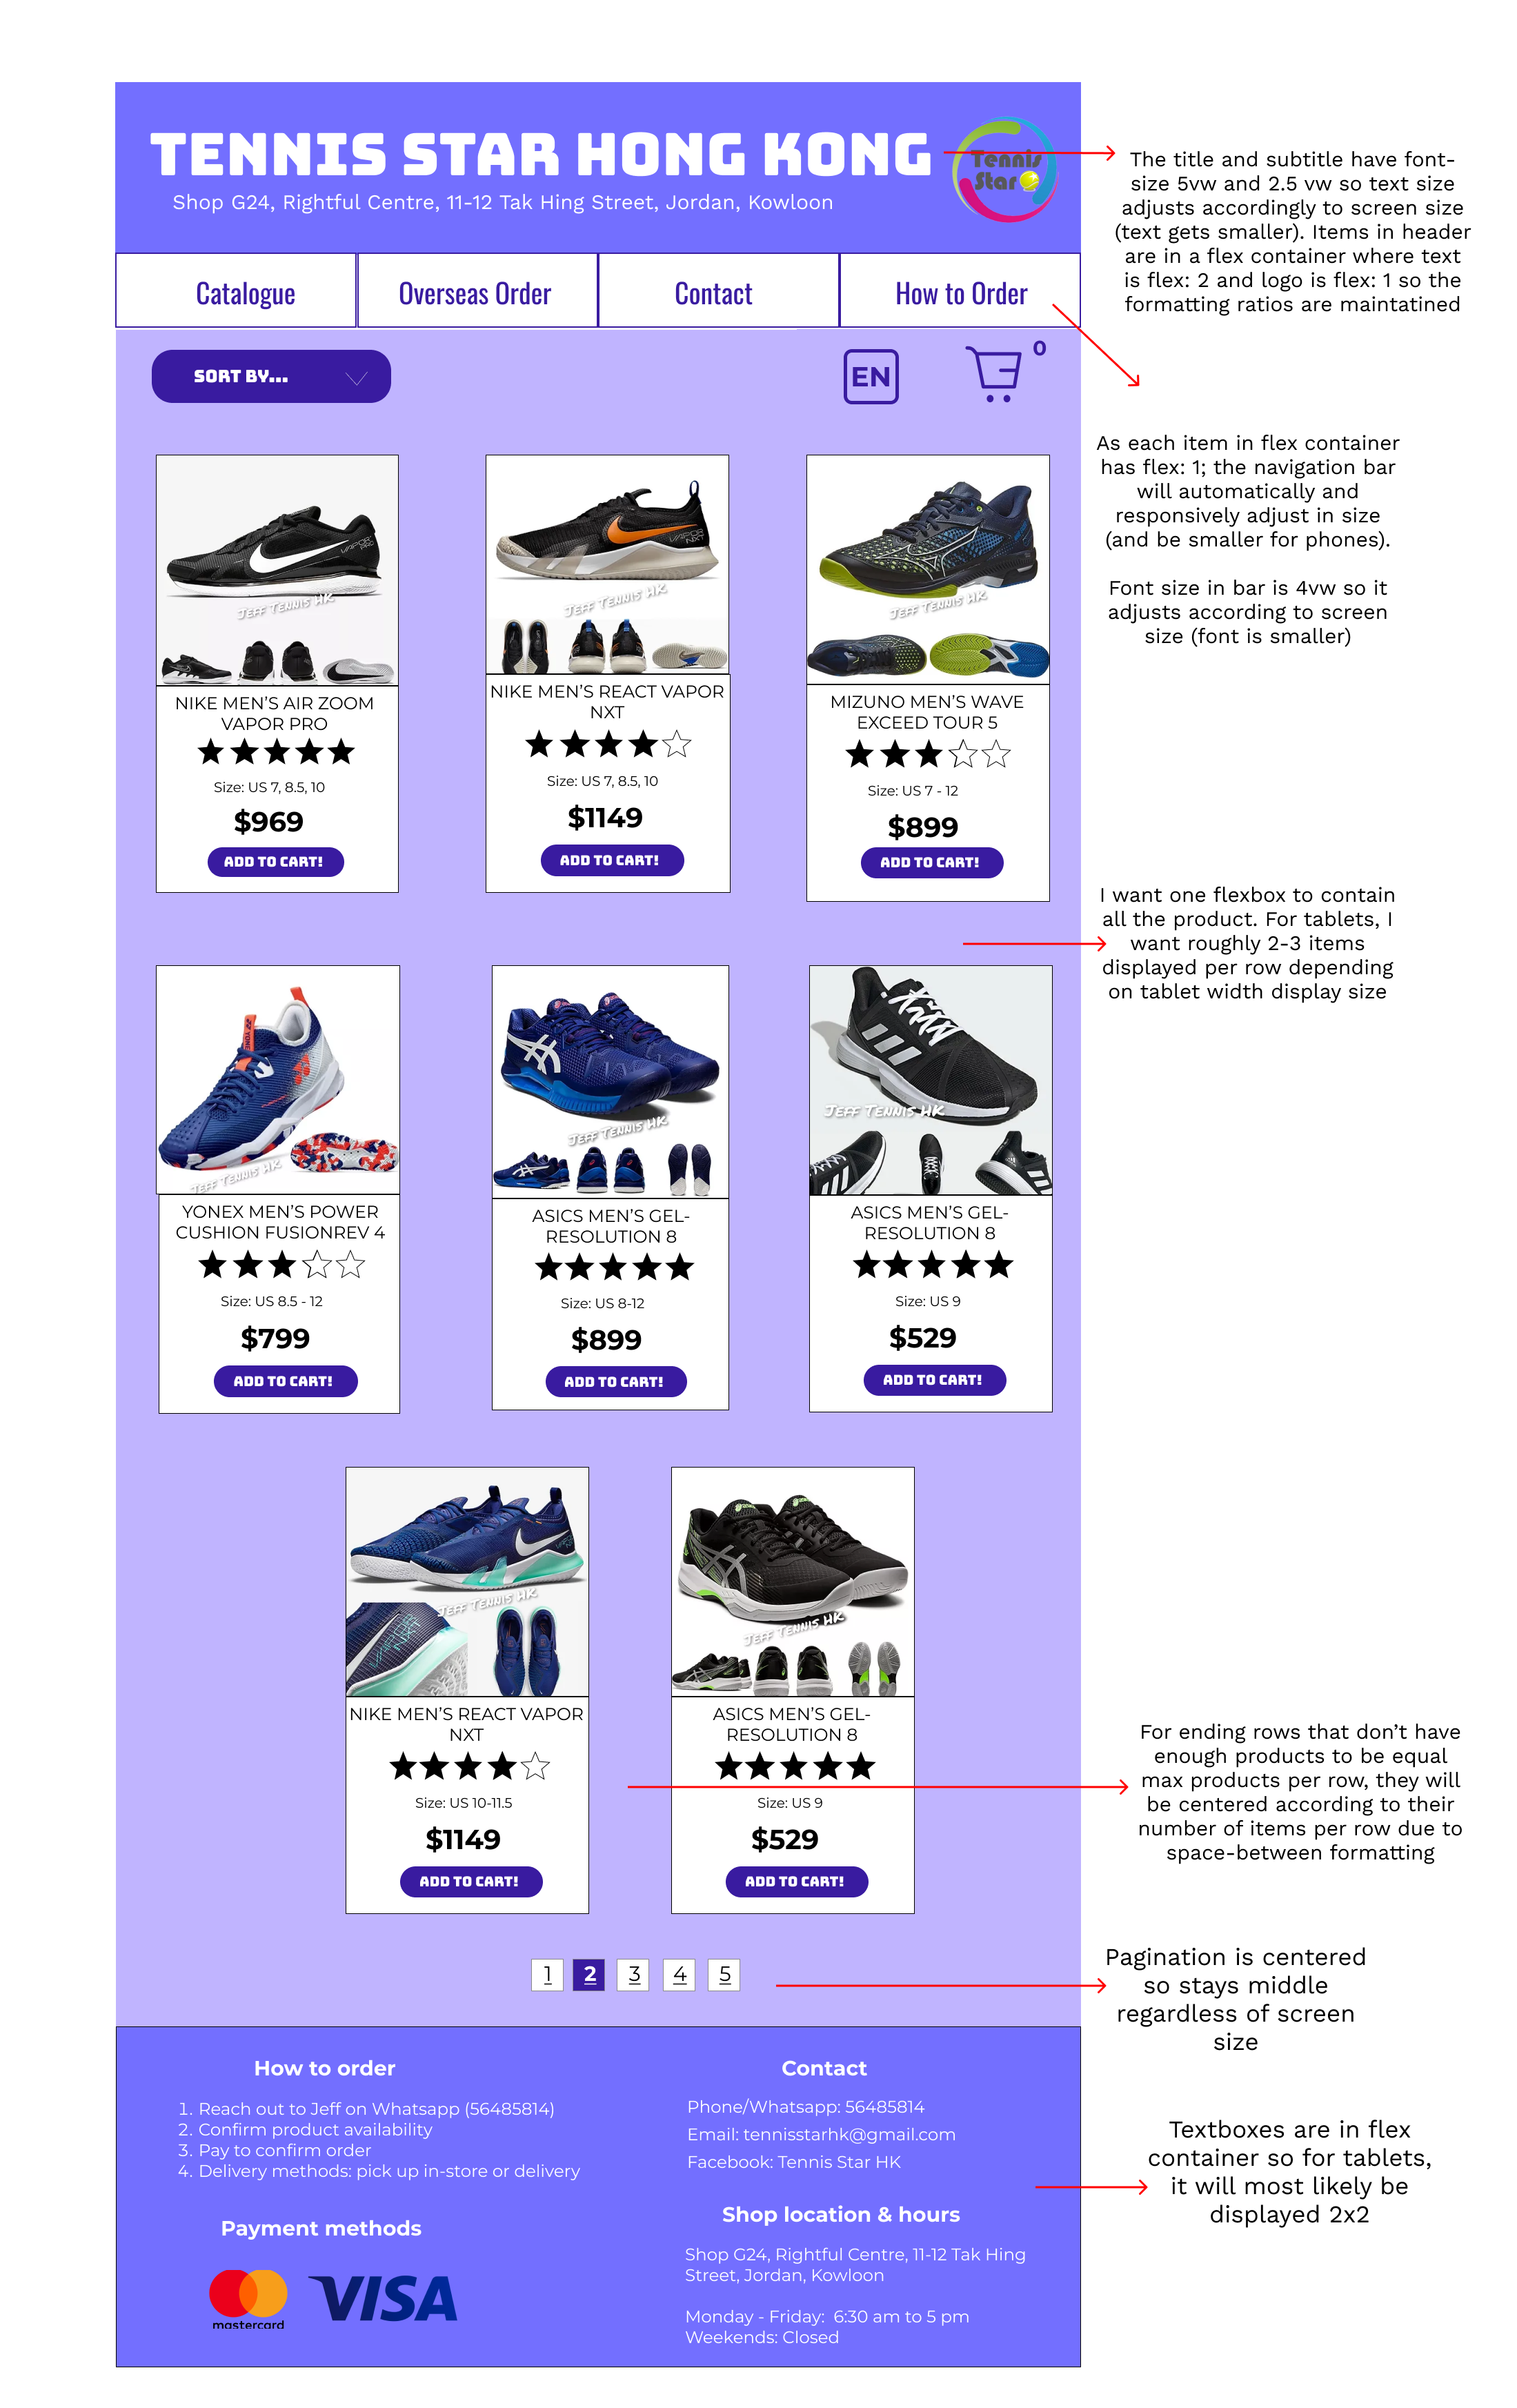 TENNIS STAR HONG KONG
Shop G24, Rightful Centre, 11-12 Tak Hing Street, Jordan, Kowloon
Tennis
Star
The title and subtitle have font-
size 5vw and 2.5 vw so text size
adjusts accordingly to screen size
(text gets smaller). Items in header
are in a flex container where text
is flex: 2 and logo is flex: 1 so the
formatting ratios are maintatined
Catalogue
Overseas Order
Contact
How to Order
SORT BY...
EN
0
As each item in flex container
has flex: 1; the navigation bar
will automatically and
responsively adjust in size
(and be smaller for phones).
Font size in bar is 4vw so it
adjusts according to screen
size (font is smaller)
VAPOR
PRO
JEFF TENNIS HK
NIKE MEN'S AIR ZOOM
VAPOR PRO
Size: US 7, 8.5, 10
$969
ADD TO CART!
VAPOR
NXT
JEFF TENNIS HK
NIKE MEN'S REACT VAPOR
NXT
Size: US 7, 8.5, 10
$1149
ADD TO CART!
JEFF TENNIS HK
MIZUNO MEN'S WAVE
EXCEED TOUR 5
Size: US 7 - 12
$899
ADD TO CART!
I want one flexbox to contain
all the product. For tablets, I
want roughly 2-3 items
displayed per row depending
on tablet width display size
JEFF TENNIS HK
YONEX MEN'S POWER
CUSHION FUSIONREV 4
Size: US 8.5 - 12
$799
ADD TO CART!
JEFF TENNIS HK
ASICS MEN'S GEL-
RESOLUTION 8
Size: US 8-12
$899
ADD TO CART!
JEFF TENNIS HK
ASICS MEN'S GEL-
RESOLUTION 8
Size: US 9
$529
ADD TO CART!
JEFF TENNIS HK
NIKE MEN'S REACT VAPOR
NXT
Size: US 10-11.5
$1149
ADD TO CART!
JEFF TENNIS HK
ASICS MEN'S GEL-
RESOLUTION 8
Size: US 9
$529
ADD TO CART!
For ending rows that don't have
enough products to be equal
max products per row, they will
be centered according to their
number of items per row due to
space-between formatting
1 2 3 4 5
Pagination is centered
so stays middle
regardless of screen
size
How to order
1. Reach out to Jeff on Whatsapp (56485814)
2. Confirm product availability
3. Pay to confirm order
4. Delivery methods: pick up in-store or delivery
Contact
Phone/Whatsapp: 56485814
Email: tennisstarhk@gmail.com
Facebook: Tennis Star HK
Payment methods
mastercard
VISA
Shop location & hours
Shop G24, Rightful Centre, 11-12 Tak Hing
Street, Jordan, Kowloon
Monday - Friday: 6:30 am to 5 pm
Weekends: Closed
Textboxes are in flex
container so for tablets,
it will most likely be
displayed 2x2